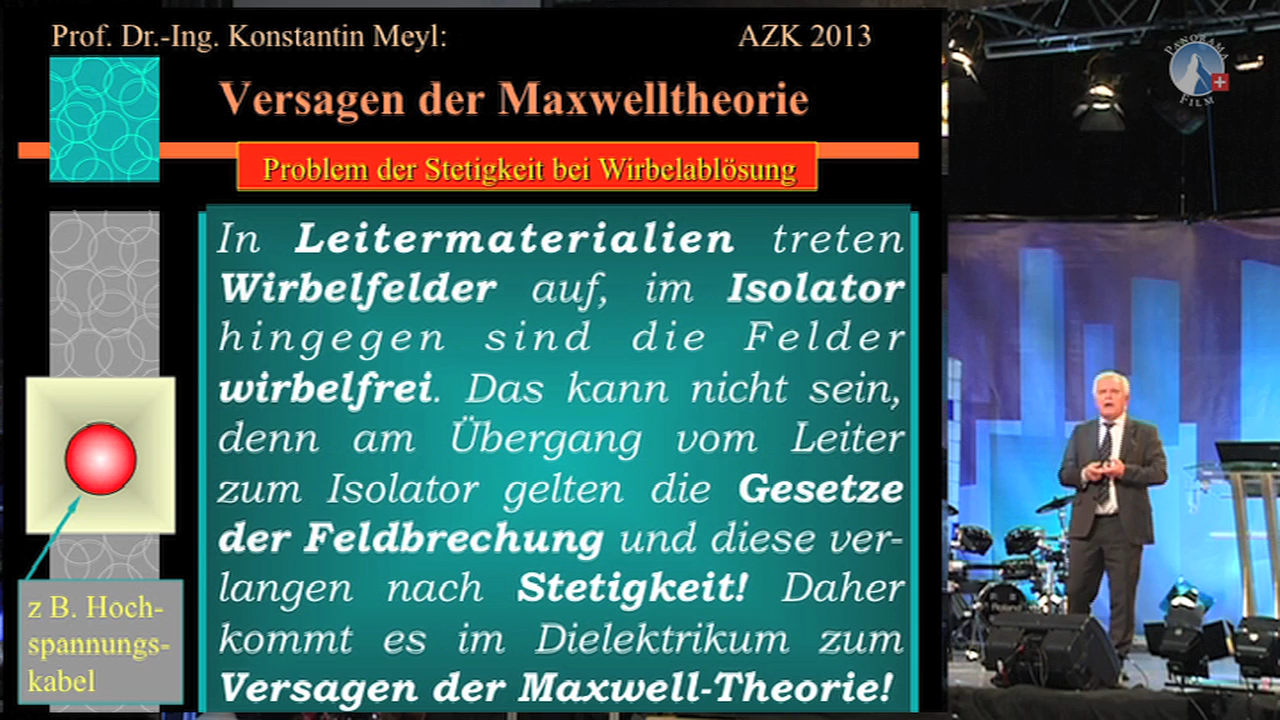 Prof. Dr.-Ing. Konstantin Meyl: AZK 2013
Versagen der Maxwelltheorie
Problem der Stetigkeit bei Wirbelablösung
In Leitermaterialien treten
Wirbelfelder auf, im Isolator
hingegen sind die Felder
wirbelfrei. Das kann nicht sein,
denn am Übergang vom Leiter
zum Isolator gelten die Gesetze
der Feldbrechung und diese ver-
langen nach Stetigkeit! Daher
kommt es im Dielektrikum zum
Versagen der Maxwell-Theorie!
z B. Hoch-
spannungs-
kabel
PANORAMA
FILM
Roland